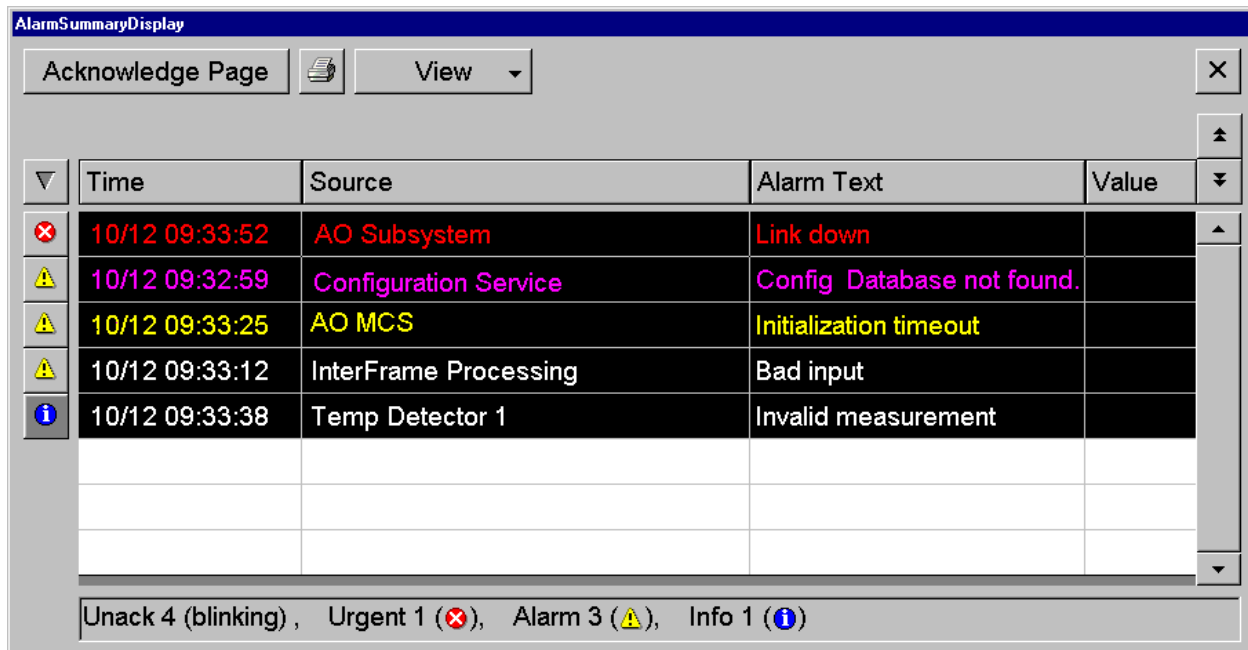 AlarmSummaryDisplay
Acknowledge Page View
Time Source Alarm Text Value
10/12 09:33:52 AO Subsystem Link down
10/12 09:32:59 Configuration Service Config Database not found.
10/12 09:33:25 AO MCS Initialization timeout
10/12 09:33:12 InterFrame Processing Bad input
10/12 09:33:38 Temp Detector 1 Invalid measurement
Unack 4 (blinking) , Urgent 1 (), Alarm 3 (), Info 1 ()